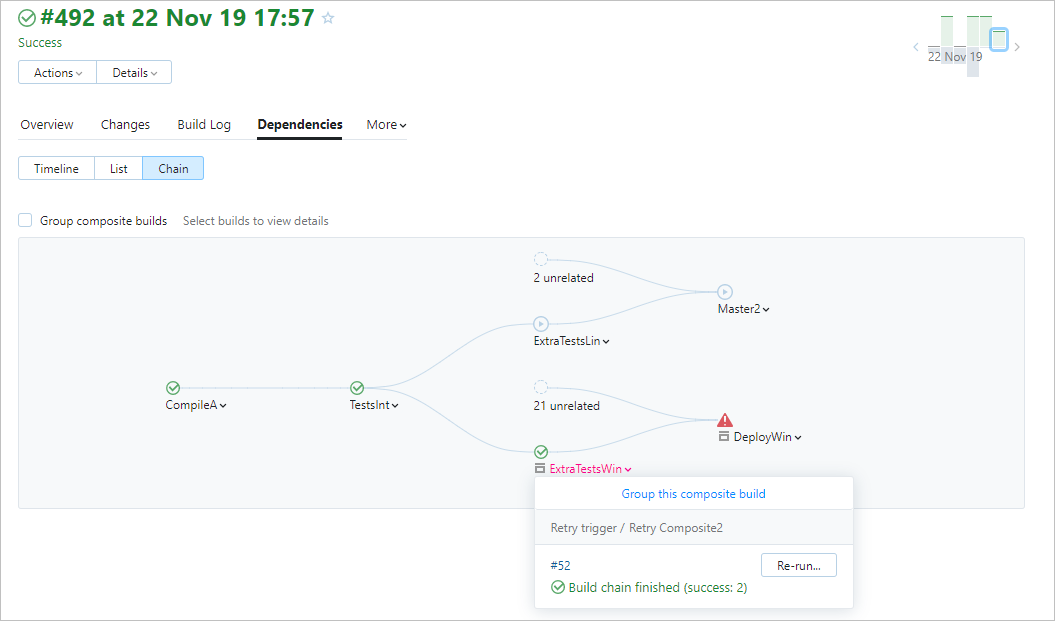 #492 at 22 Nov 19 17:57
Success
22 Nov 19
Actions Details
Overview Changes Build Log Dependencies More
Timeline List Chain
Group composite builds Select builds to view details
2 unrelated
Master2
ExtraTestsLin
CompileA TestsInt 21 unrelated
DeployWin
ExtraTestsWin
Group this composite build
Retry trigger / Retry Composite2
#52 Re-run...
Build chain finished (success: 2)